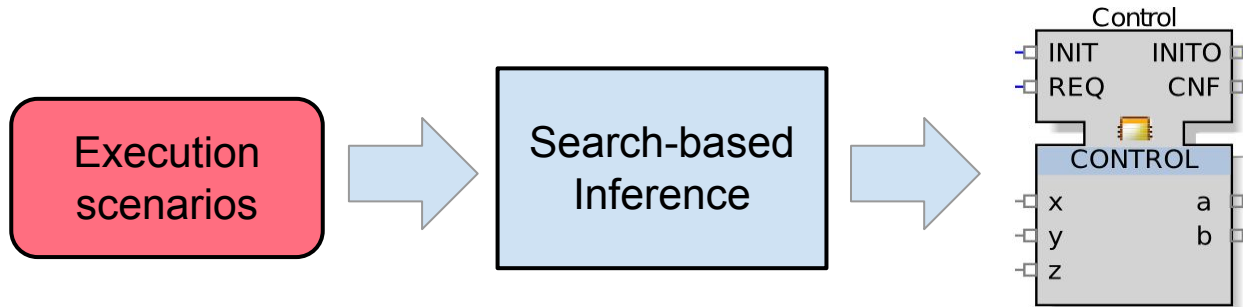 Execution
scenarios
Search-based
Inference
Control
INIT INITO
REQ CNF
CONTROL
x a
y b
z